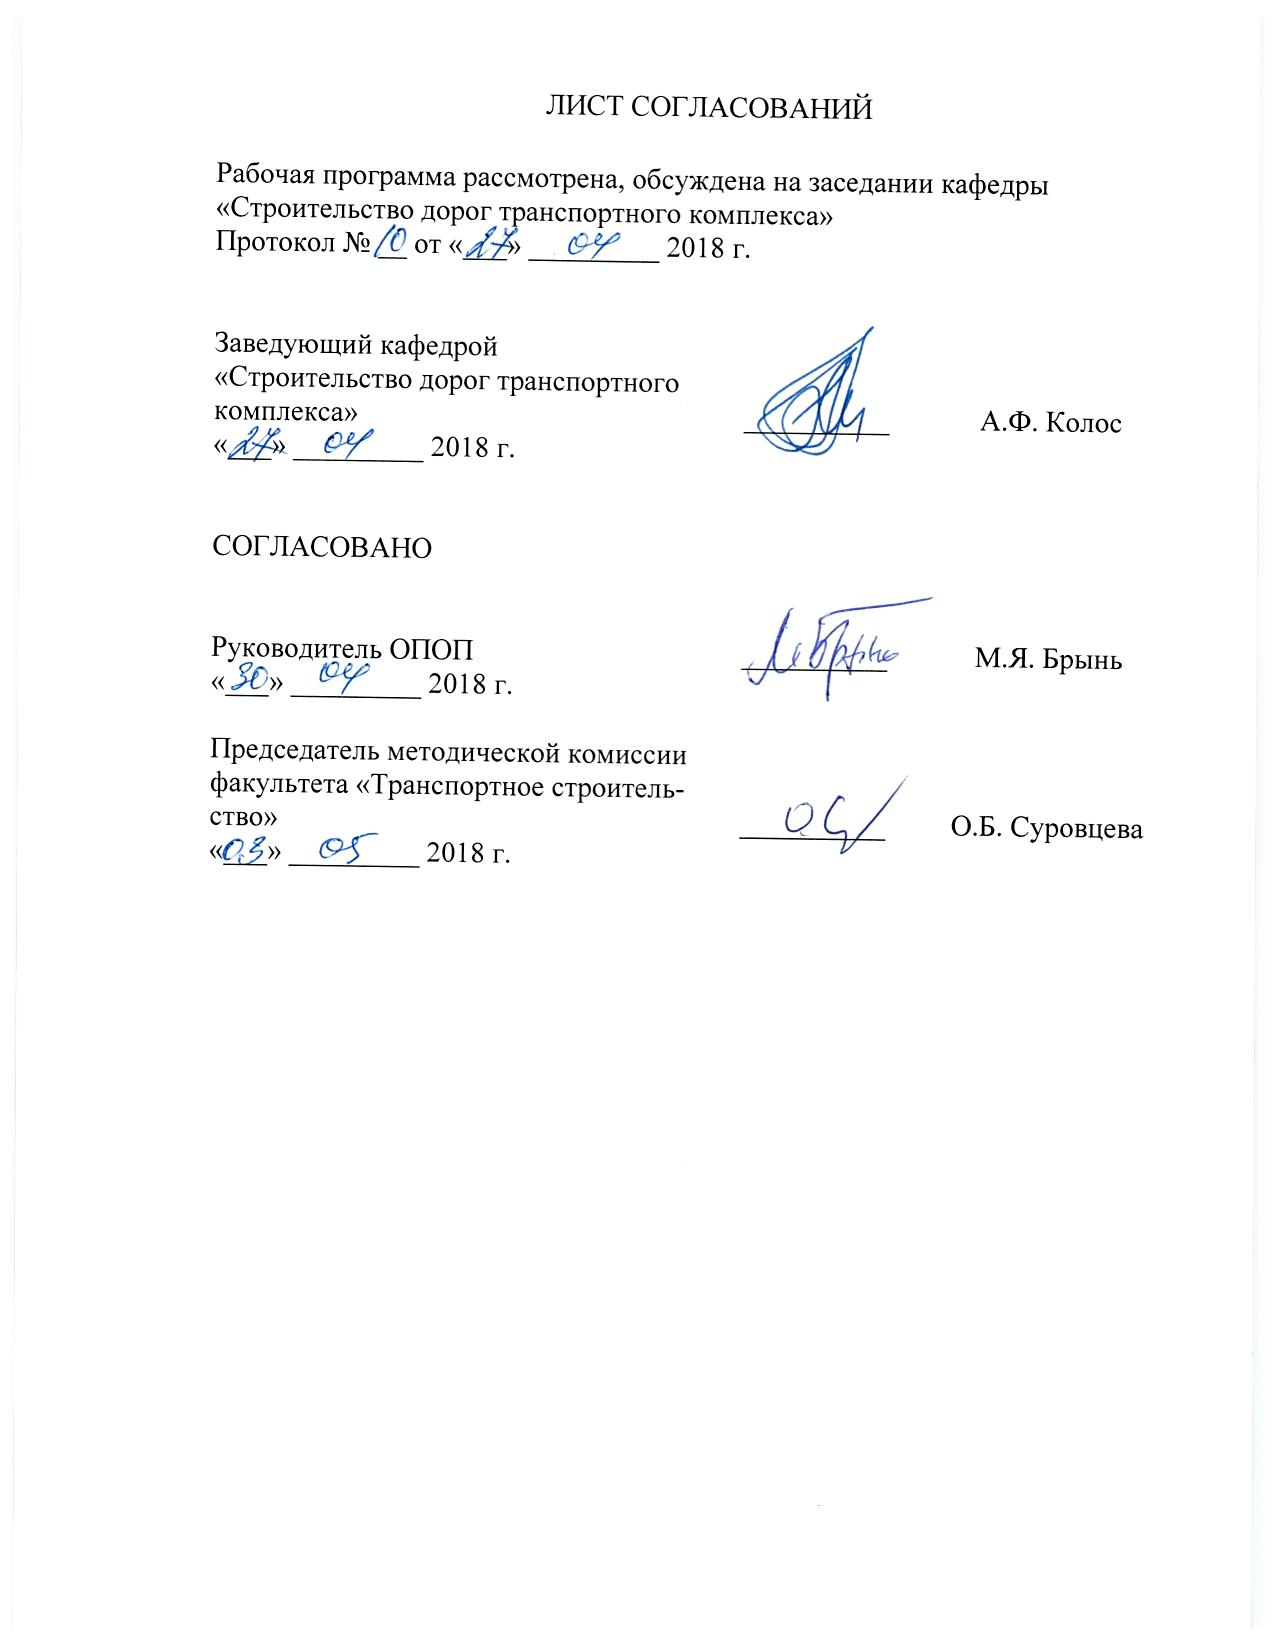 ЛИСТ СОГЛАСОВАНИЙ
Рабочая программа рассмотрена, обсуждена на заседании кафедры
«Строительство дорог транспортного комплекса»
Протокол № 10 от «27» 04 2018 г.
Заведующий кафедрой
«Строительство дорог транспортного
комплекса»
А.Ф. Колос
«27» 04 2018 г.
СОГЛАСОВАНО
Руководитель ОПОП
М.Я. Брынь
«30» 04 2018 г.
Председатель методической комиссии
факультета «Транспортное строитель-
ство»
О.Б. Суровцева
«03» 05 2018 г.